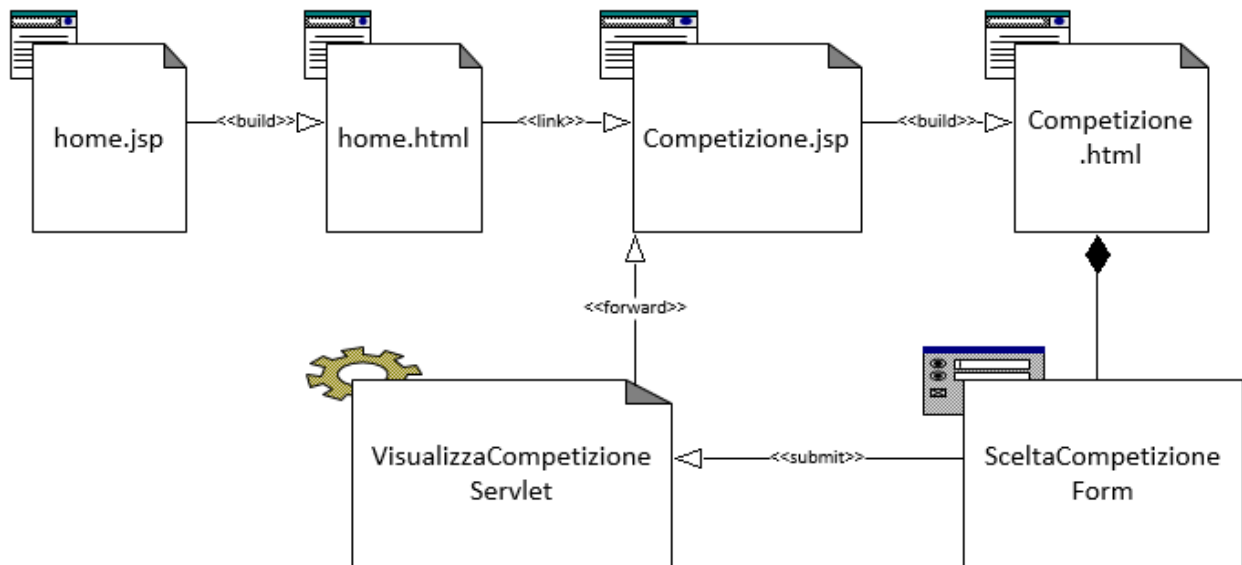 home.jsp
<<build>>
home.html
<<link>>
Competizione.jsp
<<build>>
Competizione
.html
<<forward>>
VisualizzaCompetizione
Servlet
<<submit>>
SceltaCompetizione
Form